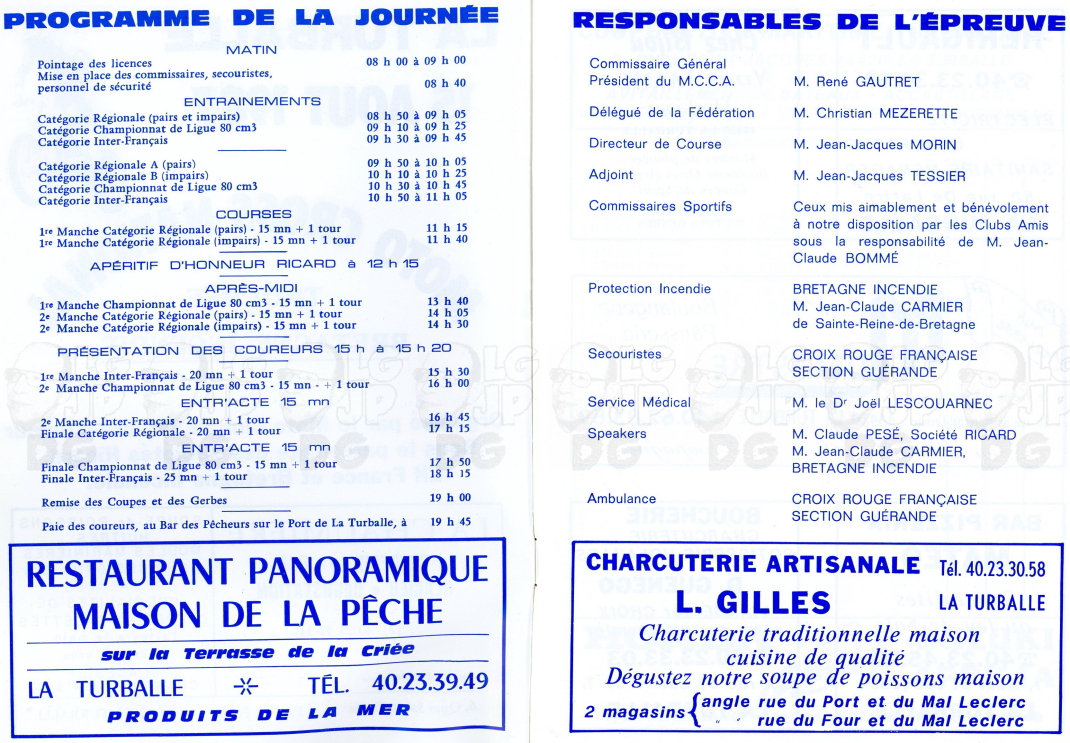 PROGRAMME DE LA JOURNÉE
MATIN
Pointage des licences 08 h 00 à 09 h 00
Mise en place des commissaires, secouristes,
personnel de sécurité 08 h 40
ENTRAINEMENTS
Catégorie Régionale (pairs et impairs) 08 h 50 à 09 h 05
Catégorie Championnat de Ligue 80 cm3 09 h 10 à 09 h 25
Catégorie Inter-Français 09 h 30 à 09 h 45
Catégorie Régionale A (pairs) 09 h 50 à 10 h 05
Catégorie Régionale B (impairs) 10 h 10 à 10 h 25
Catégorie Championnat de Ligue 80 cm3 10 h 30 à 10 h 45
Catégorie Inter-Français 10 h 50 à 11 h 05
COURSES
1re Manche Catégorie Régionale (pairs) - 15 mn + 1 tour 11 h 15
1re Manche Catégorie Régionale (impairs) - 15 mn + 1 tour 11 h 40
APÉRITIF D'HONNEUR RICARD à 12 h 15
APRÈS-MIDI
1re Manche Championnat de Ligue 80 cm3 - 15 mn + 1 tour 13 h 40
2e Manche Catégorie Régionale (pairs) - 15 mn + 1 tour 14 h 05
2e Manche Catégorie Régionale (impairs) - 15 mn + 1 tour 14 h 30
PRÉSENTATION DES COUREURS 15 h à 15 h 20
1re Manche Inter-Français - 20 mn + 1 tour 15 h 30
2e Manche Championnat de Ligue 80 cm3 - 15 mn - + 1 tour 16 h 00
ENTR'ACTE 15 mn
2e Manche Inter-Français - 20 mn + 1 tour 16 h 45
Finale Catégorie Régionale - 20 mn + 1 tour 17 h 15
ENTR'ACTE 15 mn
Finale Championnat de Ligue 80 cm3 - 15 mn + 1 tour 17 h 50
Finale Inter-Français - 25 mn + 1 tour 18 h 15
Remise des Coupes et des Gerbes 19 h 00
Paie des coureurs, au Bar des Pêcheurs sur le Port de La Turballe, à 19 h 45
RESTAURANT PANORAMIQUE
MAISON DE LA PÊCHE
sur la Terrasse de la Criée
LA TURBALLE TÉL. 40.23.39.49
PRODUITS DE LA MER
RESPONSABLES DE L'ÉPREUVE
Commissaire Général
Président du M.C.C.A. M. René GAUTRET
Délégué de la Fédération M. Christian MEZERETTE
Directeur de Course M. Jean-Jacques MORIN
Adjoint M. Jean-Jacques TESSIER
Commissaires Sportifs Ceux mis aimablement et bénévolement
à notre disposition par les Clubs Amis
sous la responsabilité de M. Jean-
Claude BOMMÉ
Protection Incendie BRETAGNE INCENDIE
M. Jean-Claude CARMIER
de Sainte-Reine-de-Bretagne
Secouristes CROIX ROUGE FRANÇAISE
SECTION GUÉRANDE
Service Médical M. le Dr Joël LESCOUARNEC
Speakers M. Claude PESÉ, Société RICARD
M. Jean-Claude CARMIER,
BRETAGNE INCENDIE
Ambulance CROIX ROUGE FRANÇAISE
SECTION GUÉRANDE
CHARCUTERIE ARTISANALE Tél. 40.23.30.58
L. GILLES LA TURBALLE
Charcuterie traditionnelle maison
cuisine de qualité
Dégustez notre soupe de poissons maison
2 magasins { angle rue du Port et du Mal Leclerc
" " rue du Four et du Mal Leclerc